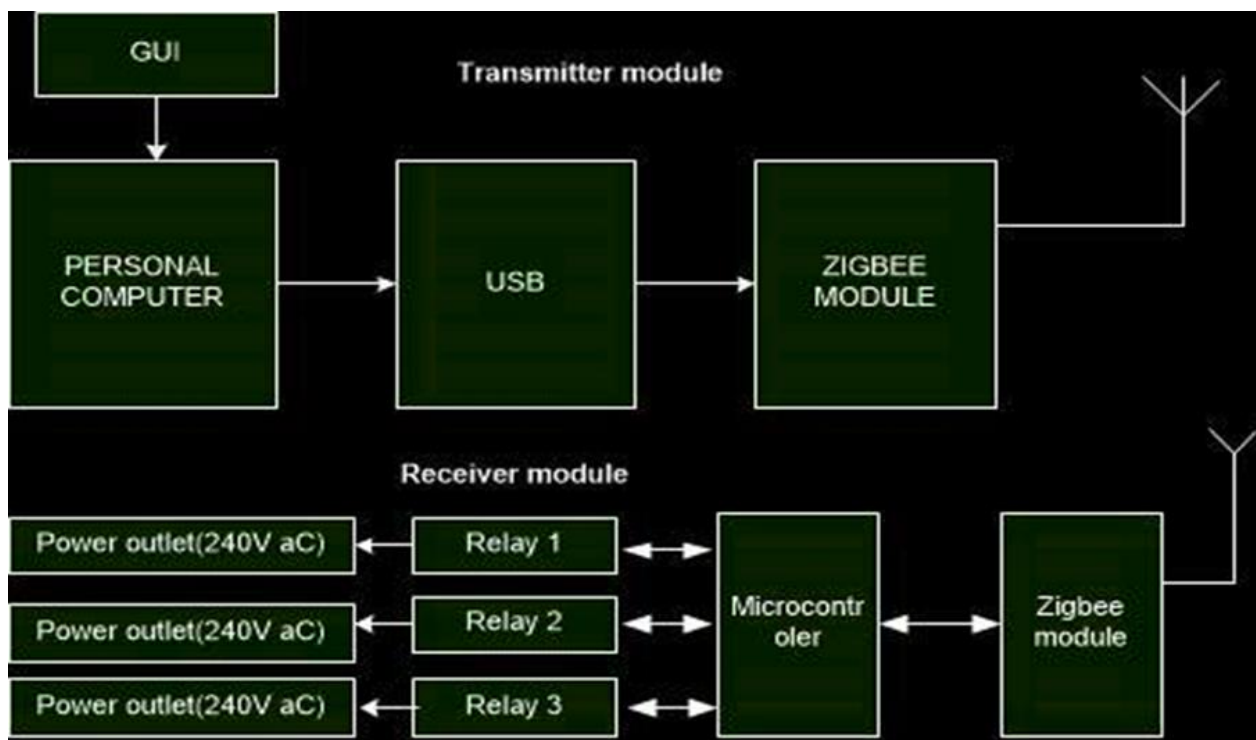 GUI
Transmitter module
PERSONAL
COMPUTER
USB
ZIGBEE
MODULE
Receiver module
Power outlet(240V aC)
Relay 1
Power outlet(240V aC)
Relay 2
Power outlet(240V aC)
Relay 3
Microcontr
oler
Zigbee
module